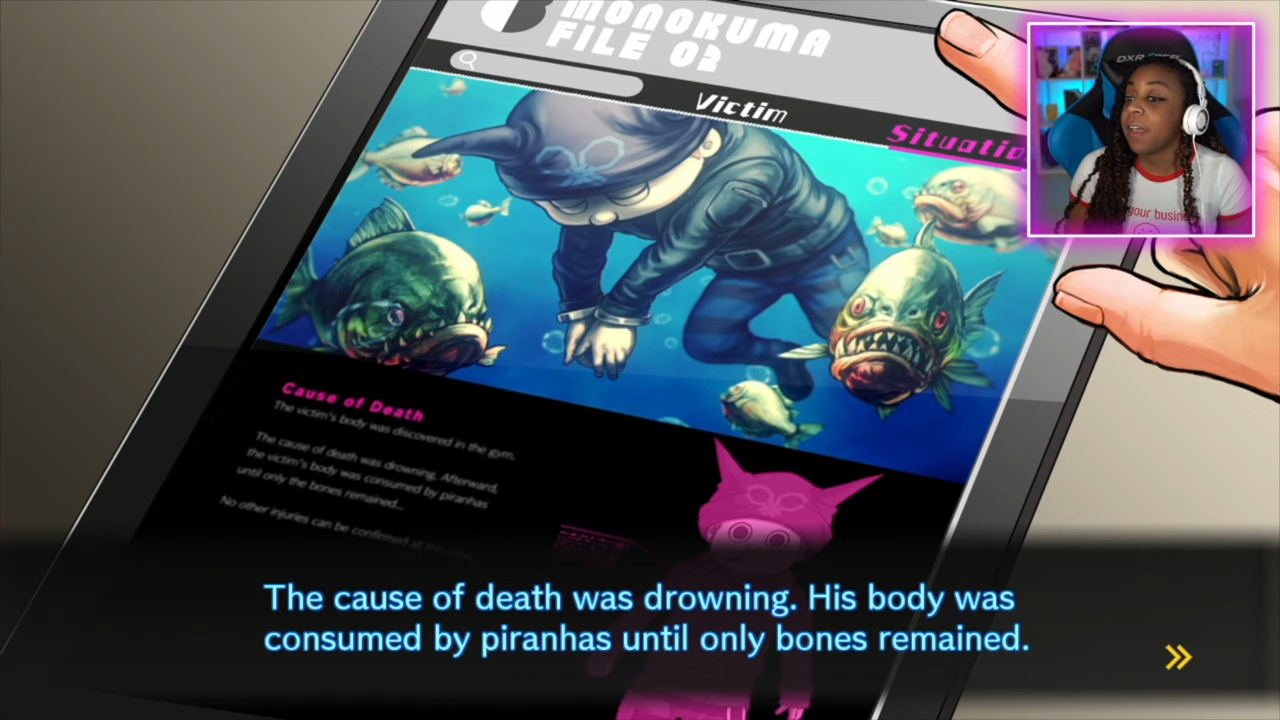 MONOKUMA
FILE 02
Victim
Situatio
DXR
your busin
Cause of Death
The victim's body was discovered in the gym.
The cause of death was drowning. Afterward,
the victim's body was consumed by piranhas
until only the bones remained...
No other injuries can be confirmed at this time.
The cause of death was drowning. His body was
consumed by piranhas until only bones remained.